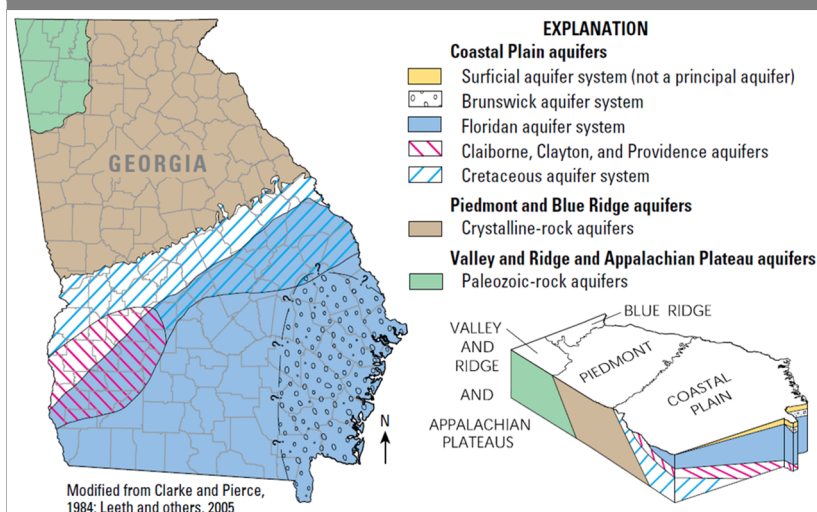 EXPLANATION
Coastal Plain aquifers
Surficial aquifer system (not a principal aquifer)
Brunswick aquifer system
Floridan aquifer system
Claiborne, Clayton, and Providence aquifers
Cretaceous aquifer system
Piedmont and Blue Ridge aquifers
Crystalline-rock aquifers
Valley and Ridge and Appalachian Plateau aquifers
Paleozoic-rock aquifers
GEORGIA
?
?
?
?
?
?
N
Modified from Clarke and Pierce,
1984; Leeth and others, 2005
BLUE RIDGE
VALLEY
AND
RIDGE
AND
APPALACHIAN
PLATEAUS
PIEDMONT
COASTAL
PLAIN